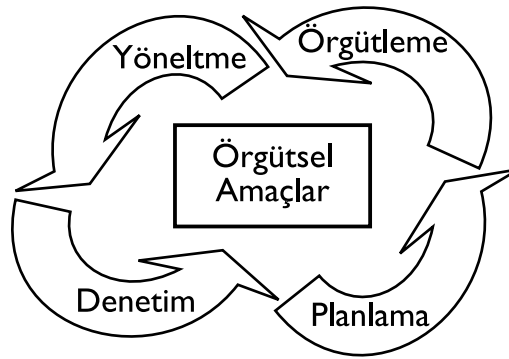 Yöneltme
Örgütleme
Örgütsel
Amaçlar
Denetim
Planlama